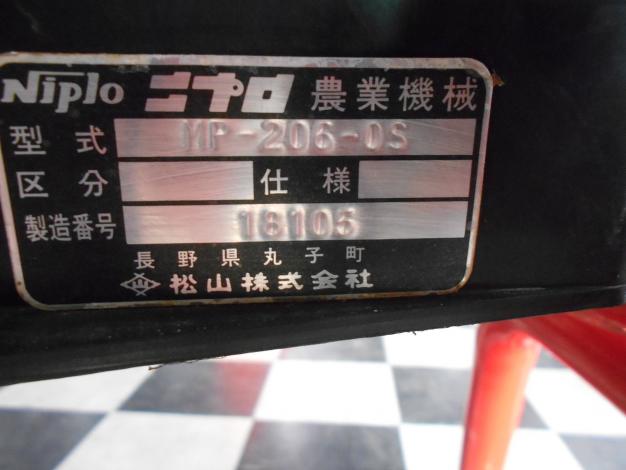 Niplo ニプロ 農業機械
型式 MP-206-0S
区分 仕様
製造番号 18105
長野県丸子町
松山株式会社